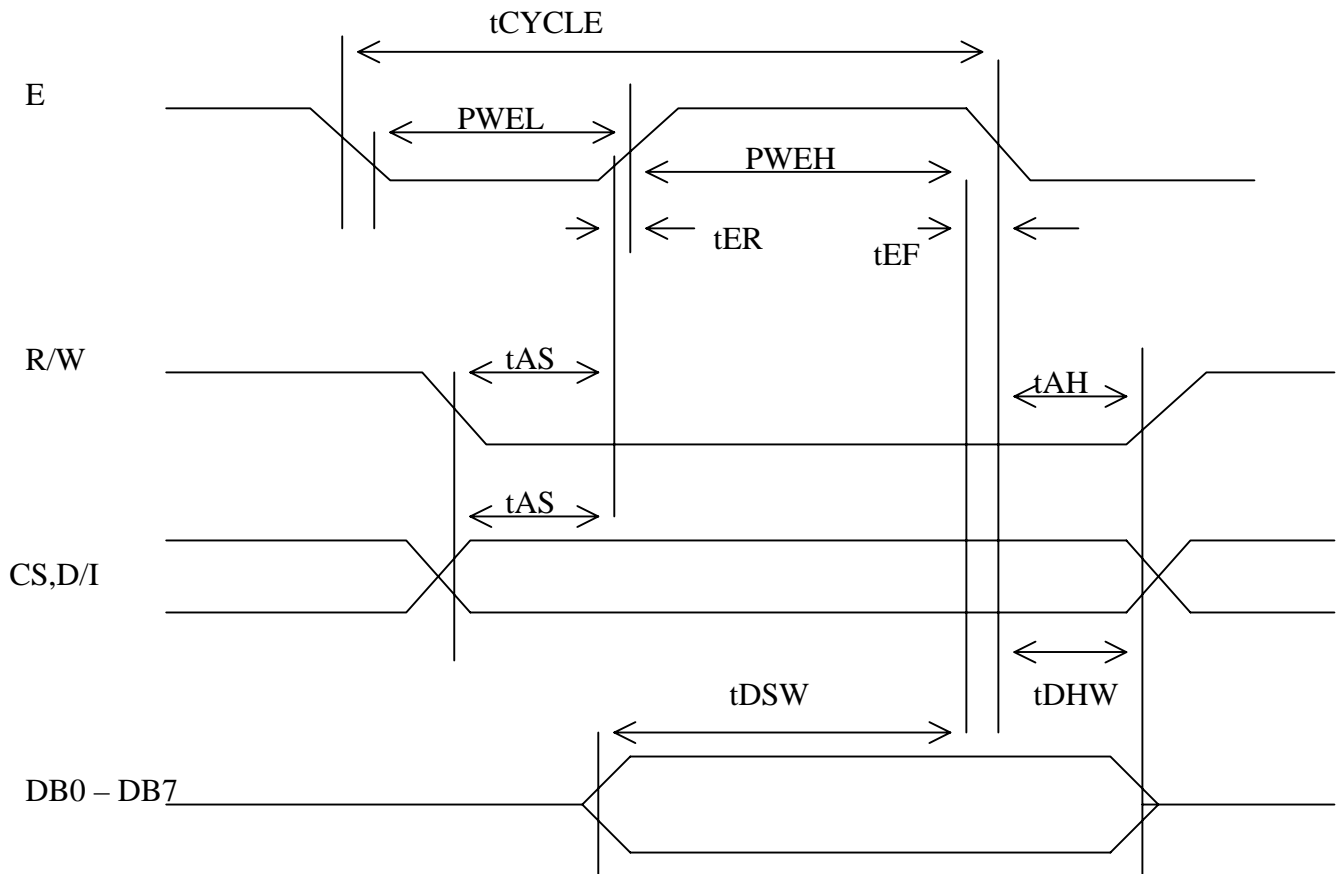 tCYCLE
E
PWEL
PWEH
tER
tEF
R/W
tAS
tAH
tAS
CS,D/I
tDSW
tDHW
DB0 – DB7